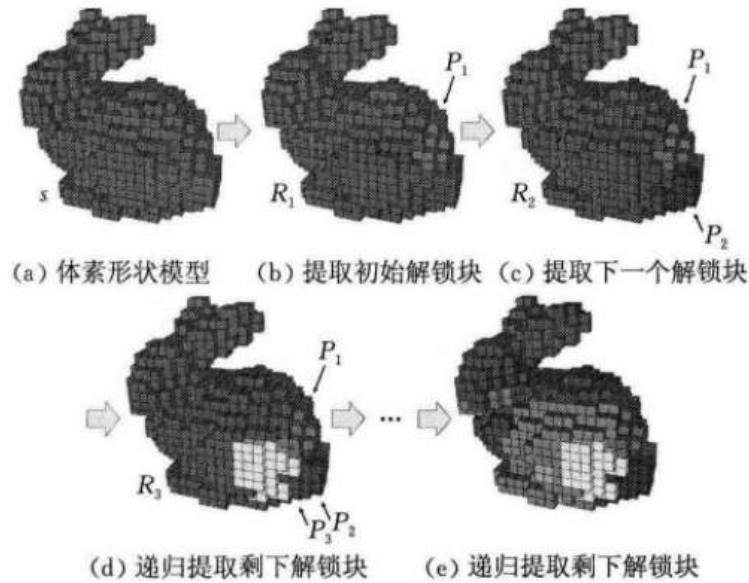 P₁
P₁
s
R₁
R₂
P₂
(a) 体素形状模型
(b) 提取初始解锁块
(c) 提取下一个解锁块
P₁
...
R₃
P₃
P₂
(d) 递归提取剩下解锁块
(e) 递归提取剩下解锁块